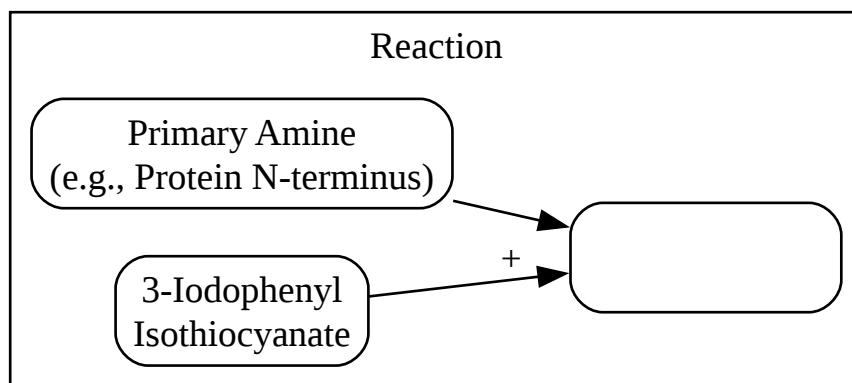 Reaction
Primary Amine
(e.g., Protein N-terminus)
+
3-Iodophenyl
Isothiocyanate